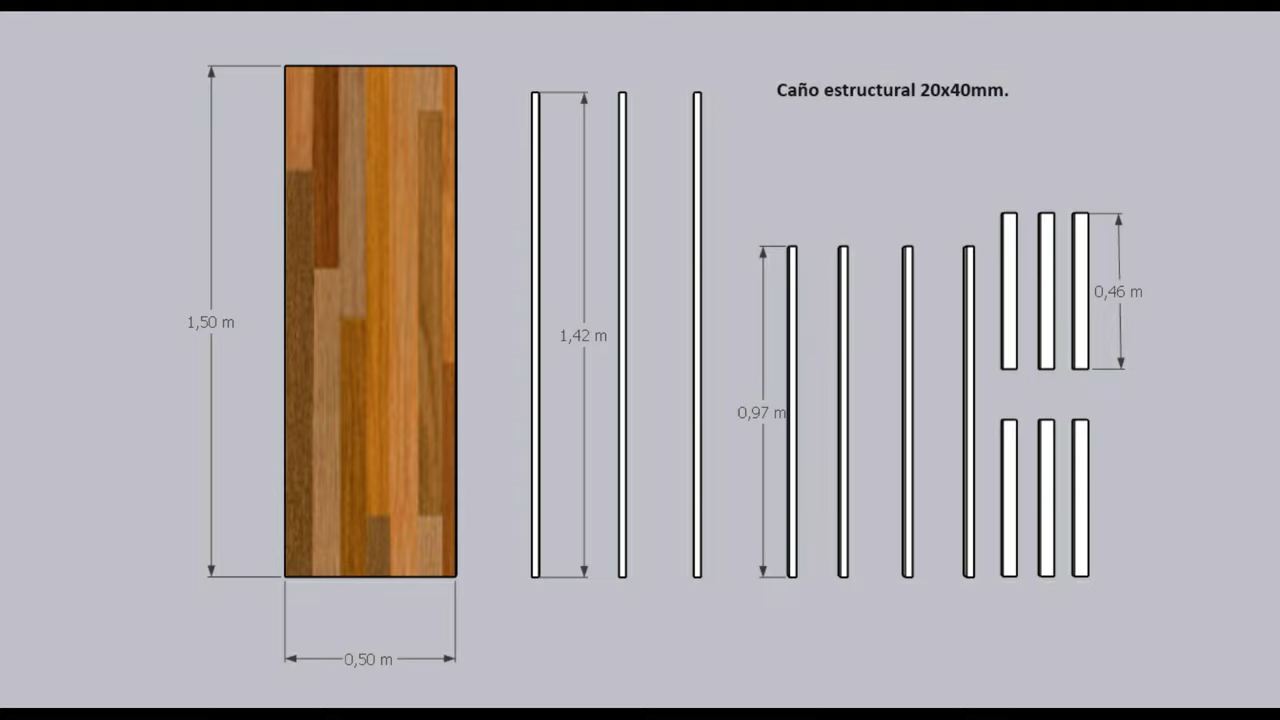 Caño estructural 20x40mm.
1,50 m
1,42 m
0,97 m
0,46 m
0,50 m